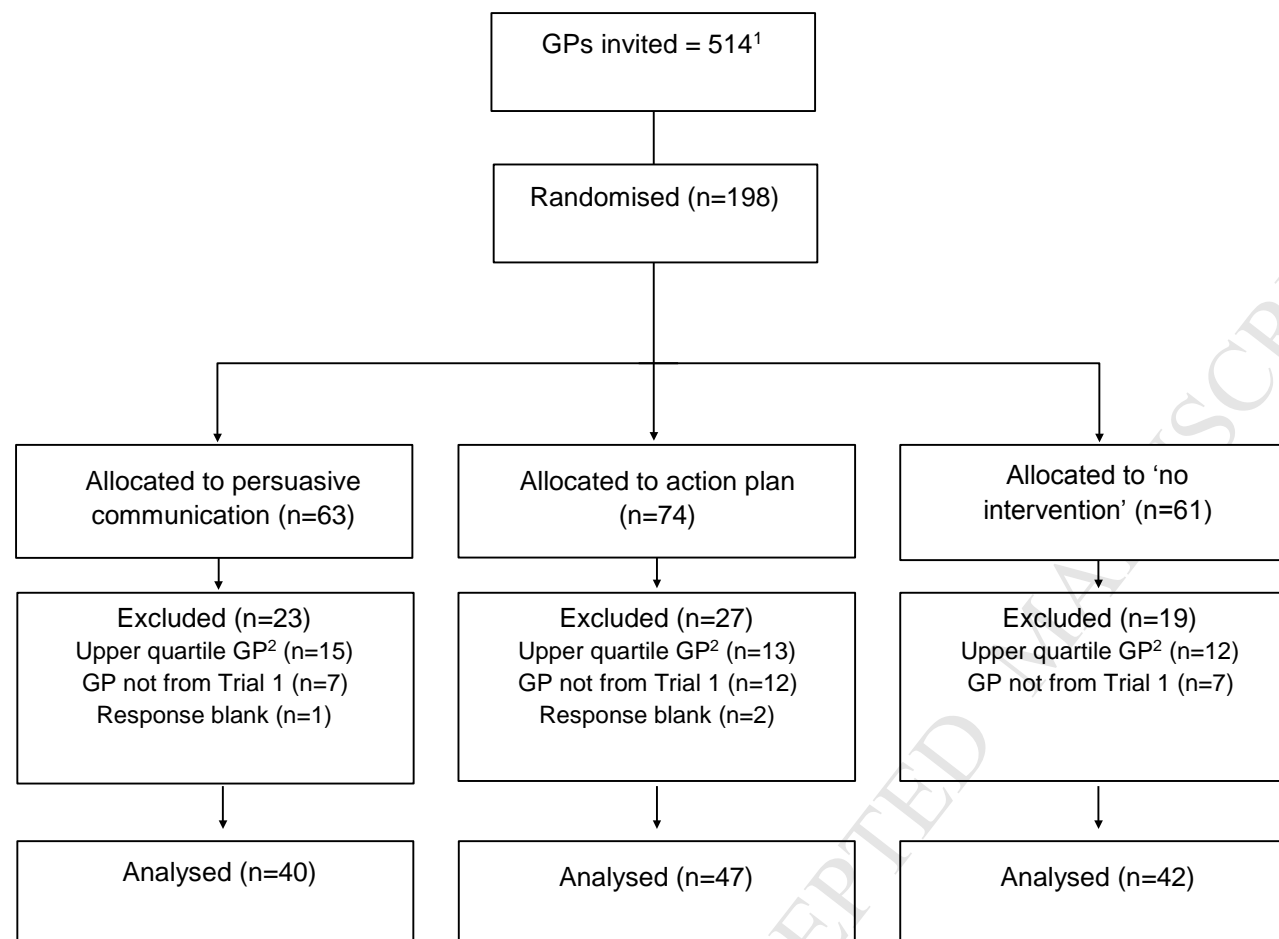 GPs invited = 514¹
Randomised (n=198)
Allocated to persuasive
communication (n=63)
Allocated to action plan
(n=74)
Allocated to ‘no
intervention’ (n=61)
Excluded (n=23)
Upper quartile GP² (n=15)
GP not from Trial 1 (n=7)
Response blank (n=1)
Excluded (n=27)
Upper quartile GP² (n=13)
GP not from Trial 1 (n=12)
Response blank (n=2)
Excluded (n=19)
Upper quartile GP² (n=12)
GP not from Trial 1 (n=7)
Analysed (n=40)
Analysed (n=47)
Analysed (n=42)